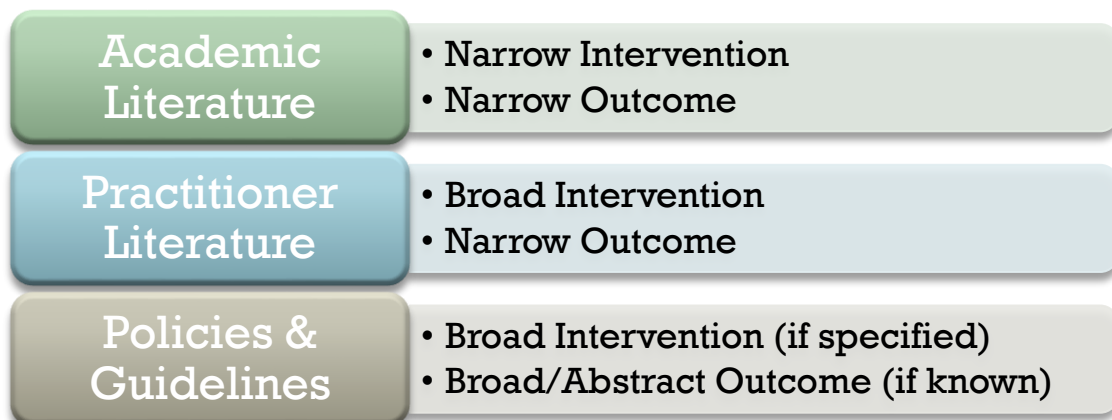 Academic
Literature
• Narrow Intervention
• Narrow Outcome
Practitioner
Literature
• Broad Intervention
• Narrow Outcome
Policies &
Guidelines
• Broad Intervention (if specified)
• Broad/Abstract Outcome (if known)